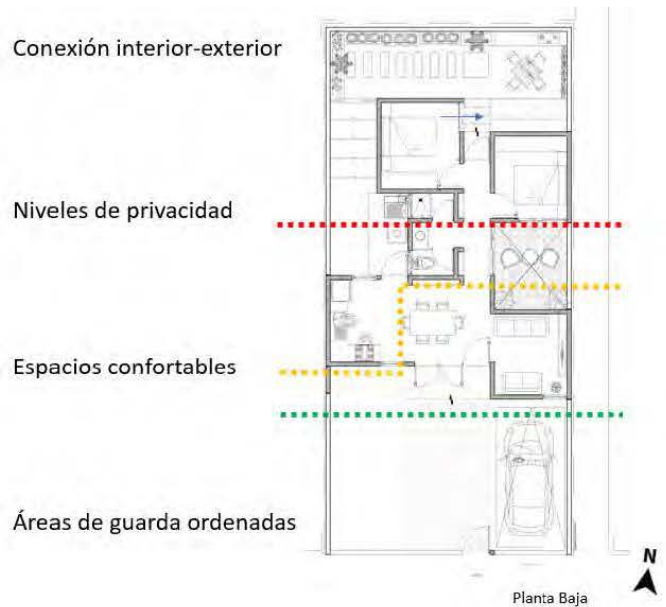 Conexión interior-exterior
Niveles de privacidad
Espacios confortables
Áreas de guarda ordenadas
N
Planta Baja